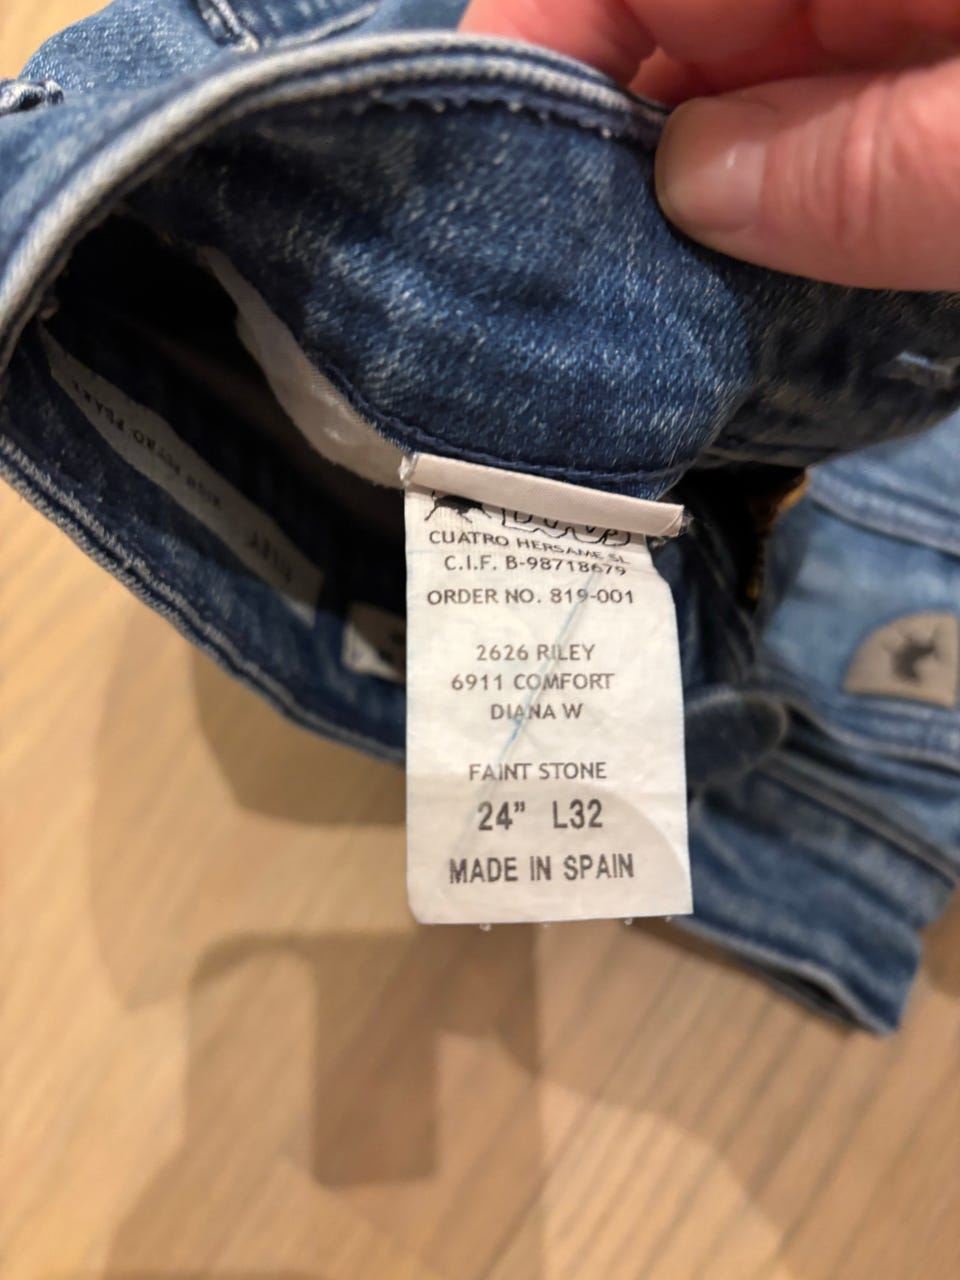 CUATRO HERSAME SL
C.I.F. B-98718679
ORDER NO. 819-001
2626 RILEY
6911 COMFORT
DIANA W
FAINT STONE
24" L32
MADE IN SPAIN